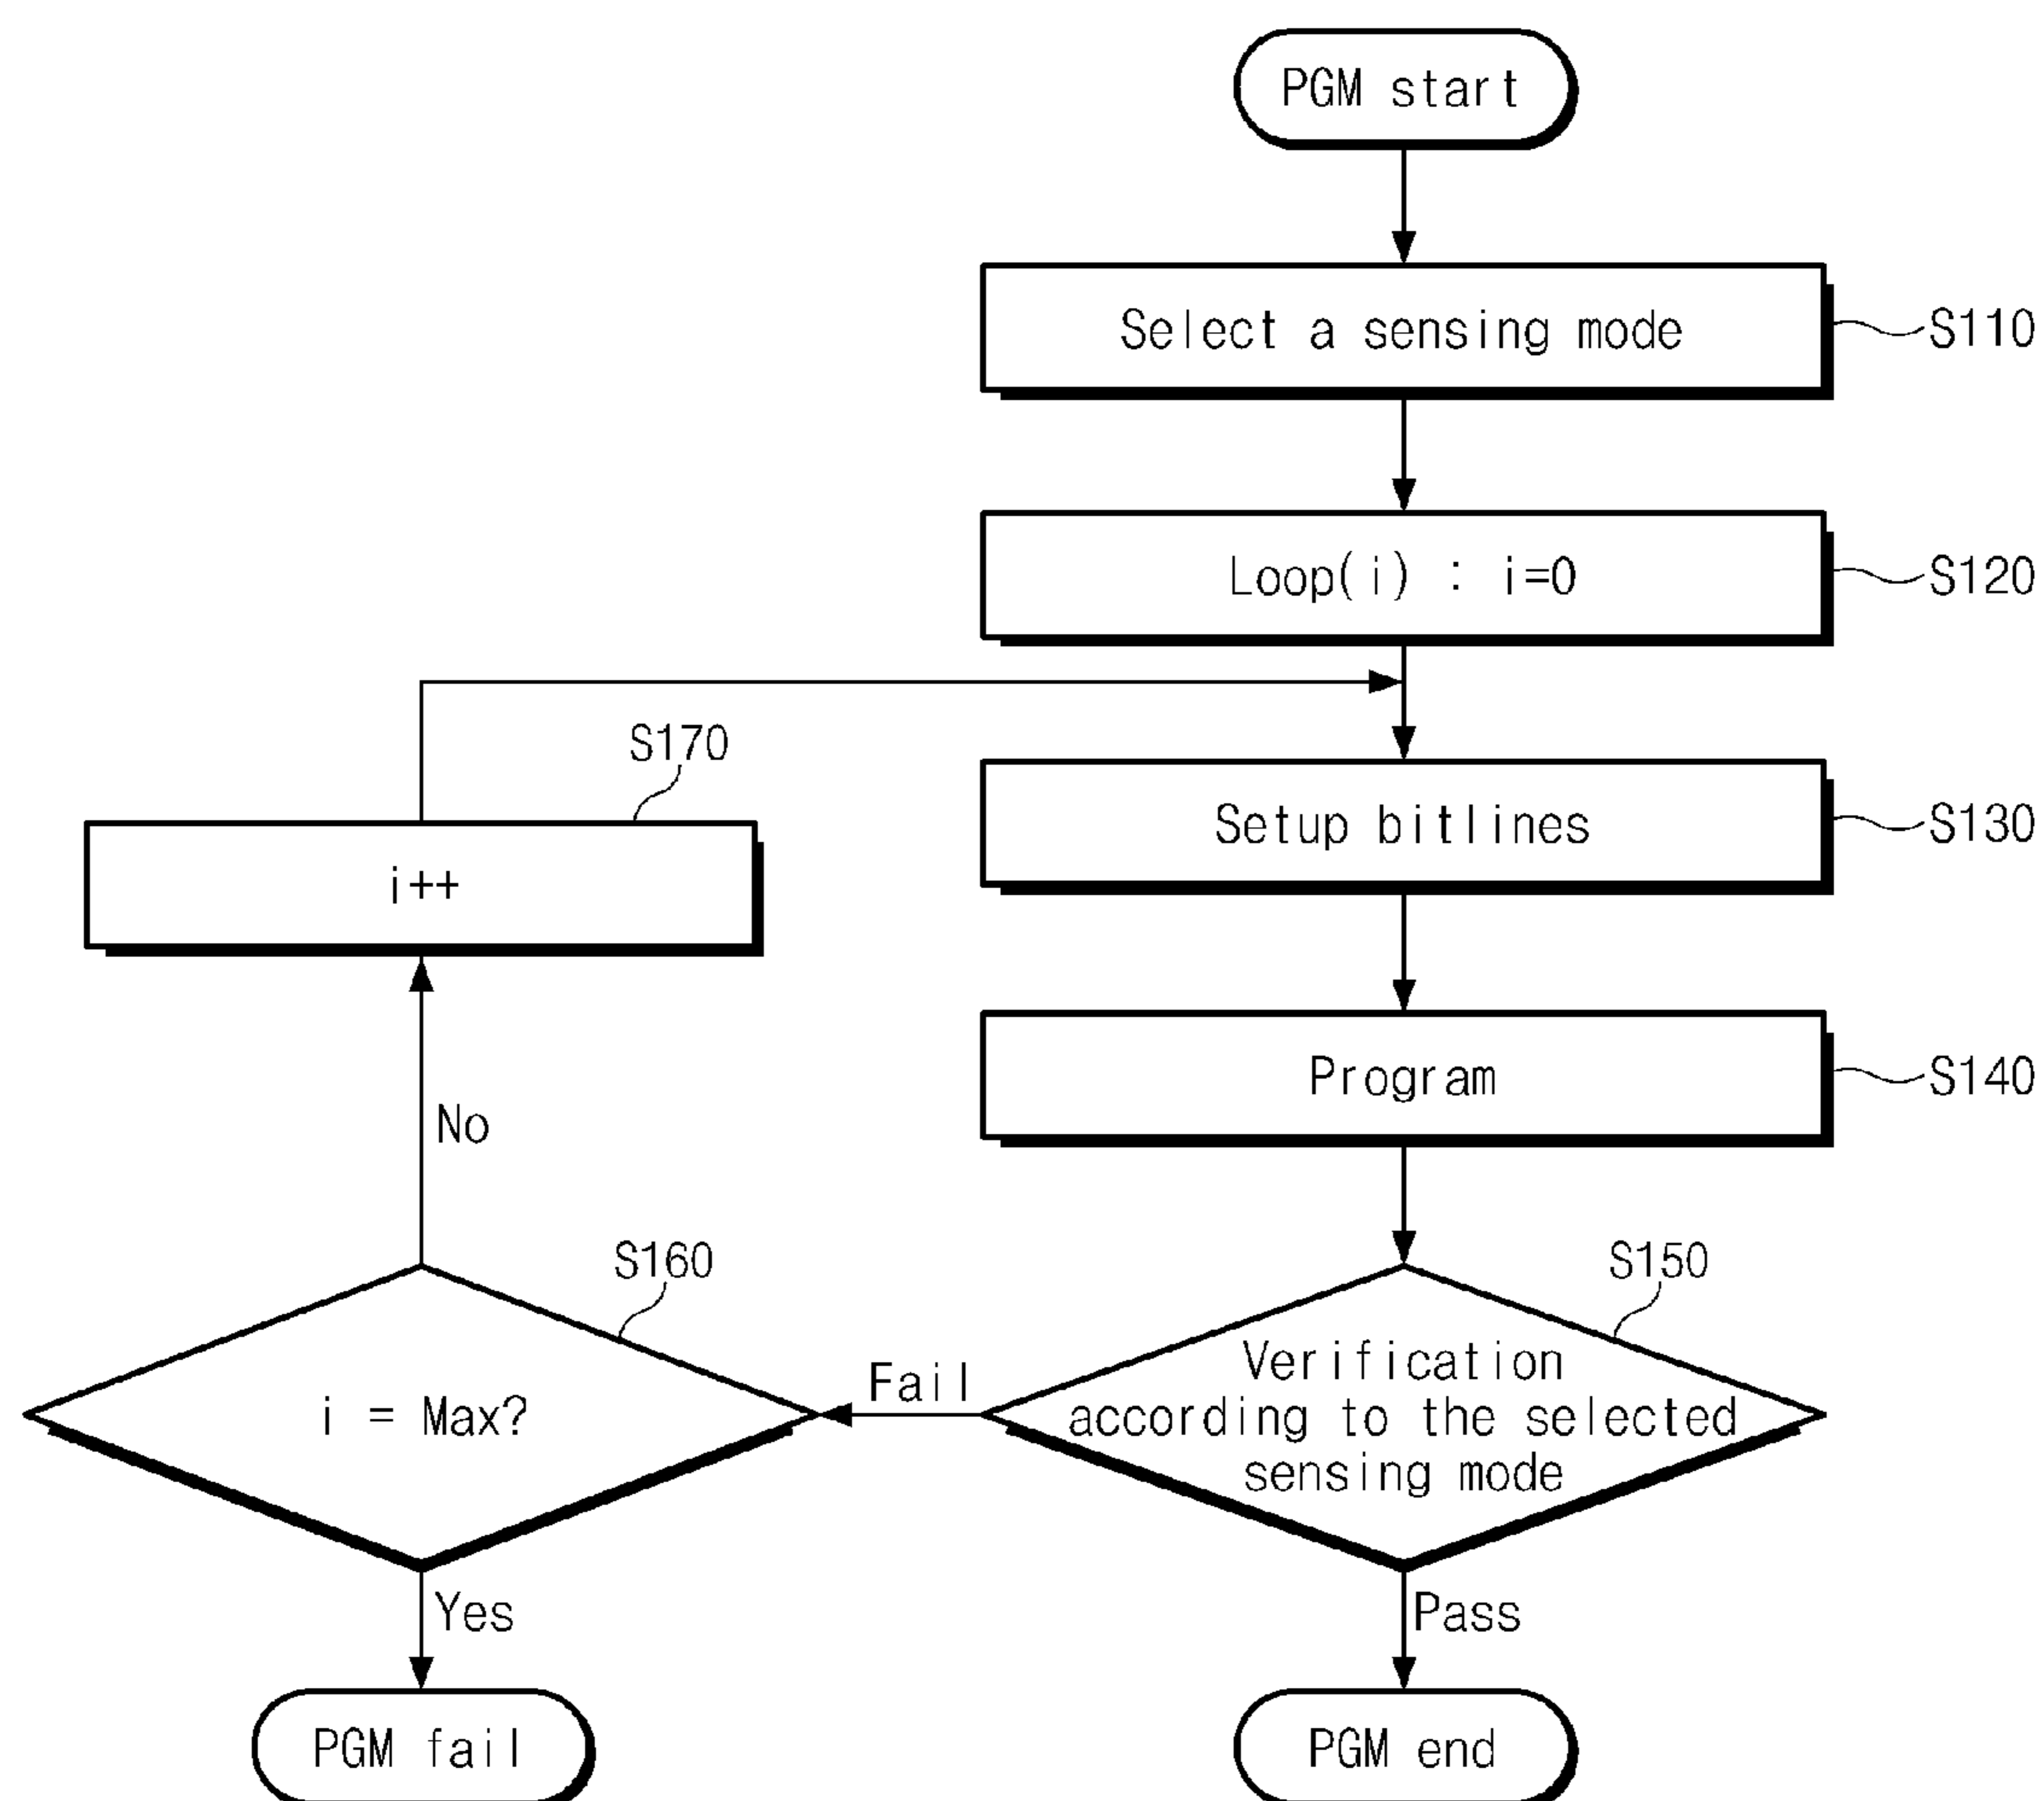 PGM start
Select a sensing mode
S110
Loop(i) : i=0
S120
S170
i++
Setup bitlines
S130
Program
S140
No
S160
i = Max?
Fail
S150
Verification
according to the selected
sensing mode
Yes
Pass
PGM fail
PGM end